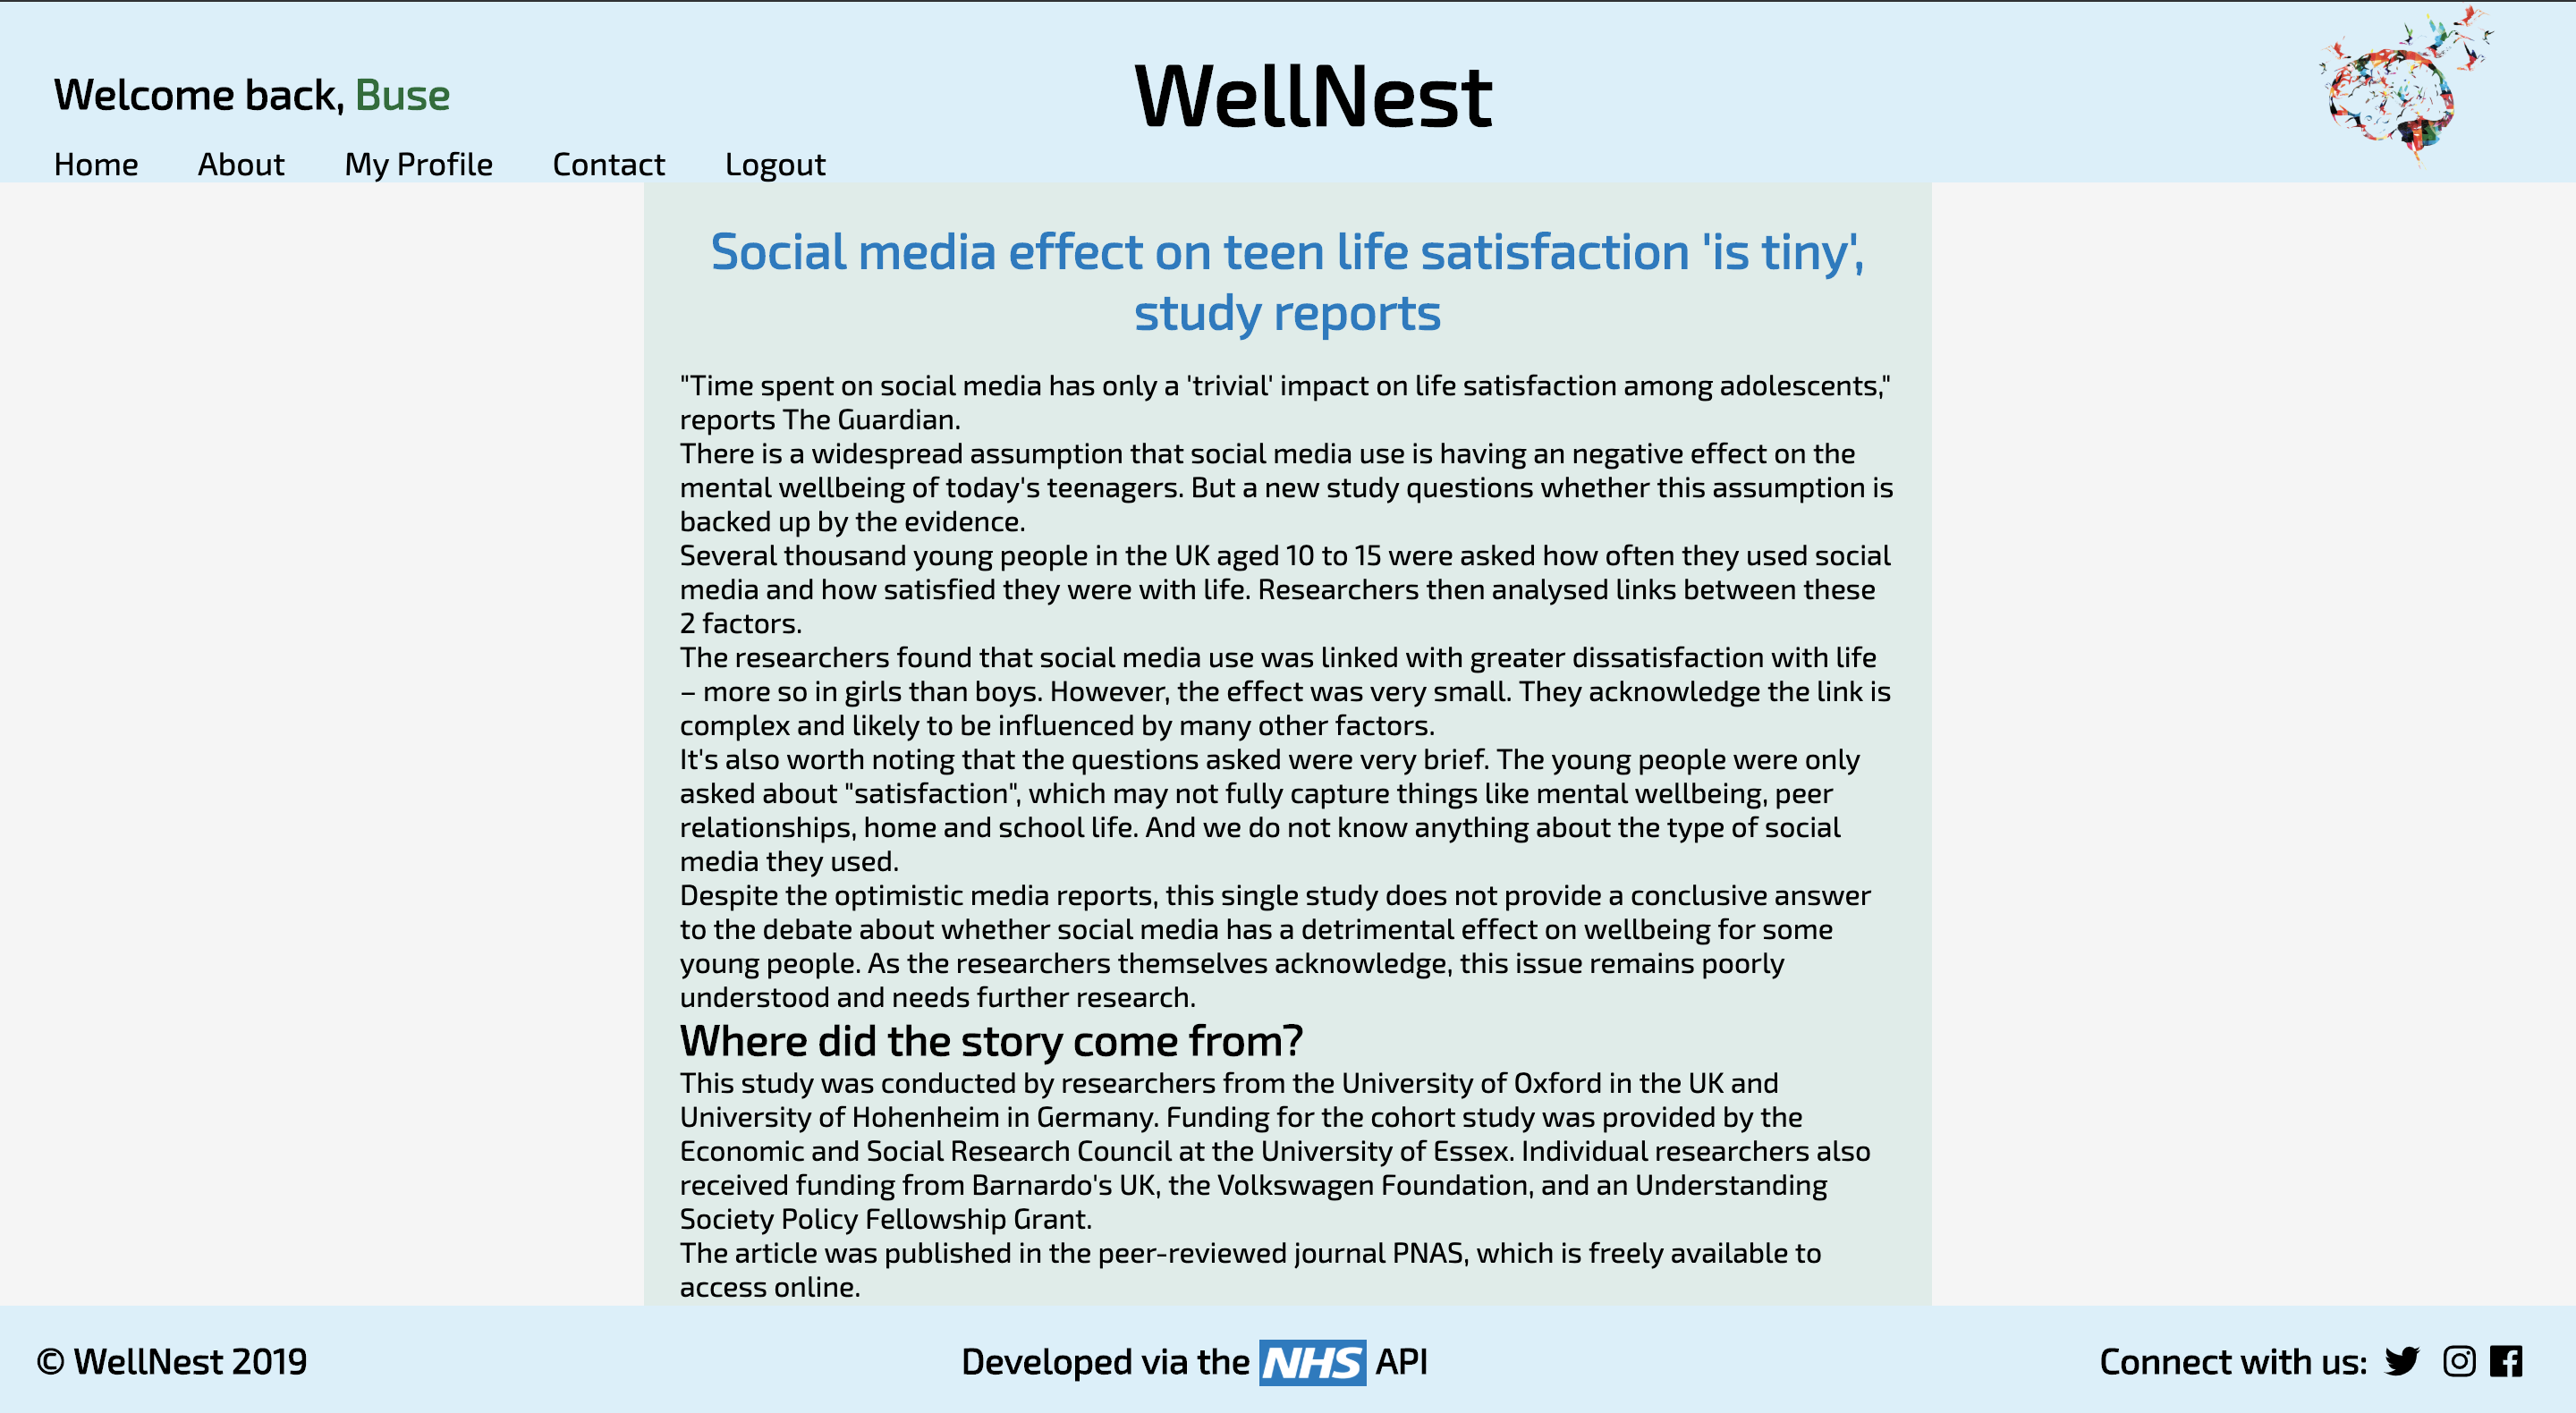 Welcome back, Buse
WellNest
Home About My Profile Contact Logout
Social media effect on teen life satisfaction 'is tiny',
study reports
"Time spent on social media has only a 'trivial' impact on life satisfaction among adolescents,"
reports The Guardian.
There is a widespread assumption that social media use is having an negative effect on the
mental wellbeing of today's teenagers. But a new study questions whether this assumption is
backed up by the evidence.
Several thousand young people in the UK aged 10 to 15 were asked how often they used social
media and how satisfied they were with life. Researchers then analysed links between these
2 factors.
The researchers found that social media use was linked with greater dissatisfaction with life
– more so in girls than boys. However, the effect was very small. They acknowledge the link is
complex and likely to be influenced by many other factors.
It's also worth noting that the questions asked were very brief. The young people were only
asked about "satisfaction", which may not fully capture things like mental wellbeing, peer
relationships, home and school life. And we do not know anything about the type of social
media they used.
Despite the optimistic media reports, this single study does not provide a conclusive answer
to the debate about whether social media has a detrimental effect on wellbeing for some
young people. As the researchers themselves acknowledge, this issue remains poorly
understood and needs further research.
Where did the story come from?
This study was conducted by researchers from the University of Oxford in the UK and
University of Hohenheim in Germany. Funding for the cohort study was provided by the
Economic and Social Research Council at the University of Essex. Individual researchers also
received funding from Barnardo's UK, the Volkswagen Foundation, and an Understanding
Society Policy Fellowship Grant.
The article was published in the peer-reviewed journal PNAS, which is freely available to
access online.
© WellNest 2019
Developed via the NHS API
Connect with us: